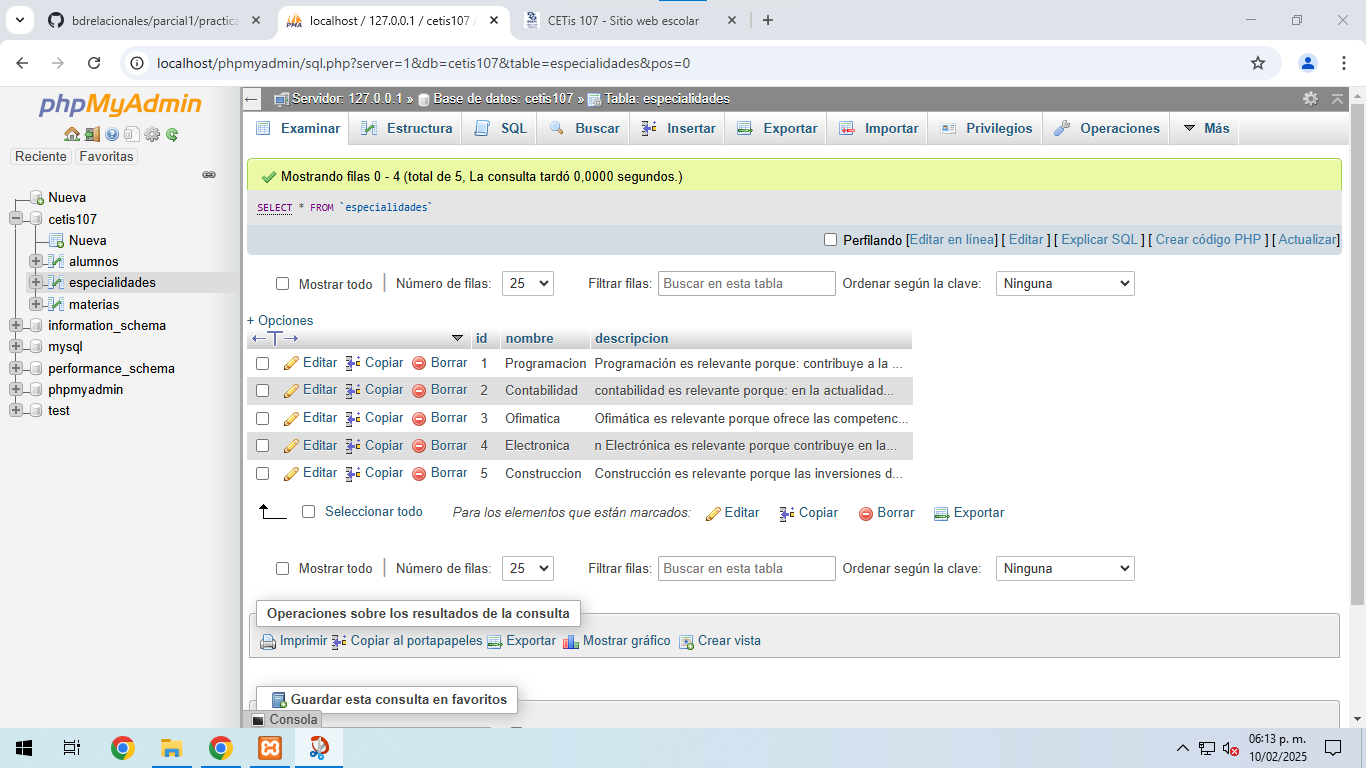 bdrelacionales/parcial1/practica
localhost / 127.0.0.1 / cetis107 /
CETis 107 - Sitio web escolar
localhost/phpmyadmin/sql.php?server=1&db=cetis107&table=especialidades&pos=0
phpMyAdmin
Reciente Favoritas
Nueva
cetis107
Nueva
alumnos
especialidades
materias
information_schema
mysql
performance_schema
phpmyadmin
test
Servidor: 127.0.0.1 » Base de datos: cetis107 » Tabla: especialidades
Examinar Estructura SQL Buscar Insertar Exportar Importar Privilegios Operaciones Más
Mostrando filas 0 - 4 (total de 5, La consulta tardó 0,0000 segundos.)
SELECT * FROM `especialidades`
Perfilando [Editar en línea] [ Editar ] [ Explicar SQL ] [ Crear código PHP ] [ Actualizar]
Mostrar todo | Número de filas: 25 Filtrar filas: Buscar en esta tabla Ordenar según la clave: Ninguna
+ Opciones
←T→ id nombre descripcion
Editar Copiar Borrar 1 Programacion Programación es relevante porque: contribuye a la ...
Editar Copiar Borrar 2 Contabilidad contabilidad es relevante porque: en la actualidad...
Editar Copiar Borrar 3 Ofimatica Ofimática es relevante porque ofrece las competenc...
Editar Copiar Borrar 4 Electronica n Electrónica es relevante porque contribuye en la...
Editar Copiar Borrar 5 Construccion Construcción es relevante porque las inversiones d...
Seleccionar todo Para los elementos que están marcados: Editar Copiar Borrar Exportar
Mostrar todo | Número de filas: 25 Filtrar filas: Buscar en esta tabla Ordenar según la clave: Ninguna
Operaciones sobre los resultados de la consulta
Imprimir Copiar al portapapeles Exportar Mostrar gráfico Crear vista
Guardar esta consulta en favoritos
Consola
06:13 p. m.
10/02/2025